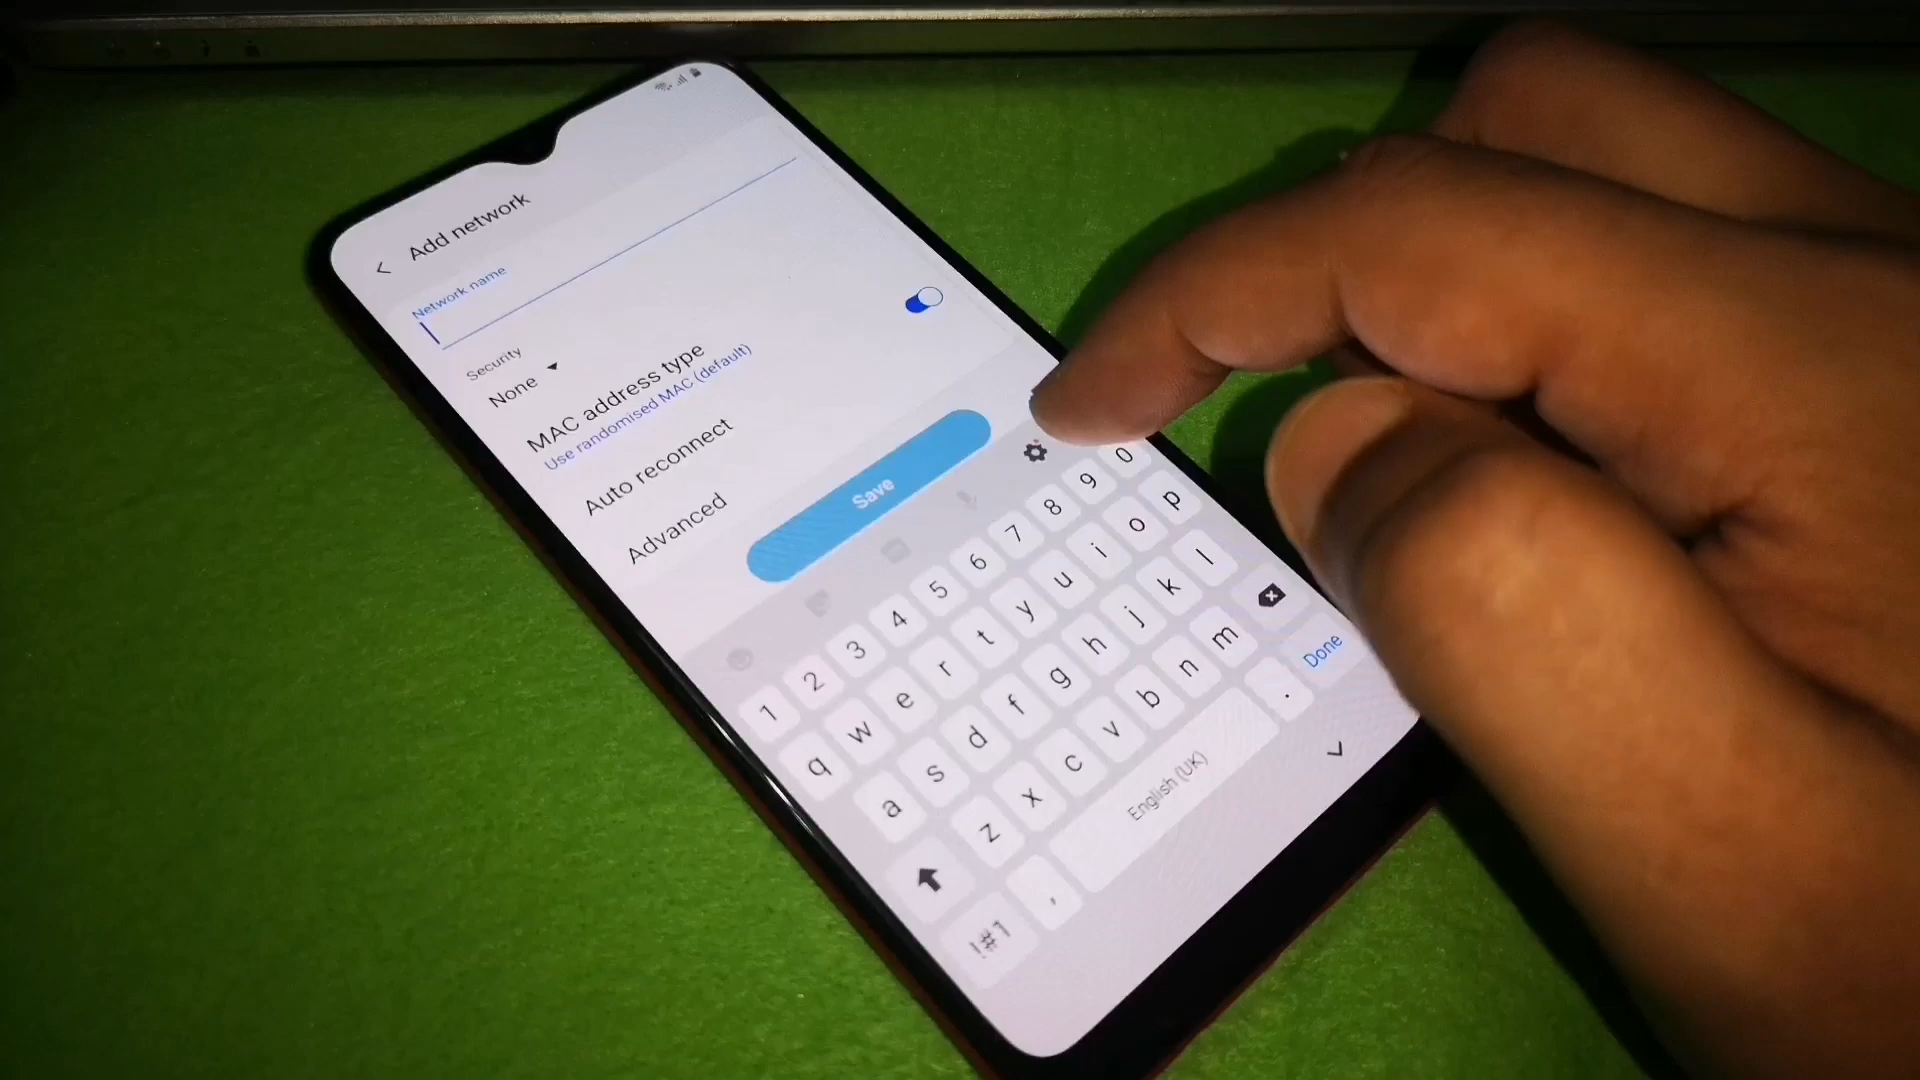 Add network
Network name
Security
None
MAC address type
Use randomised MAC (default)
Auto reconnect
Advanced
Save
1 2 3 4 5 6 7 8 9 0
q w e r t y u i o p
a s d f g h j k l
z x c v b n m
!#1 , English (UK) . Done